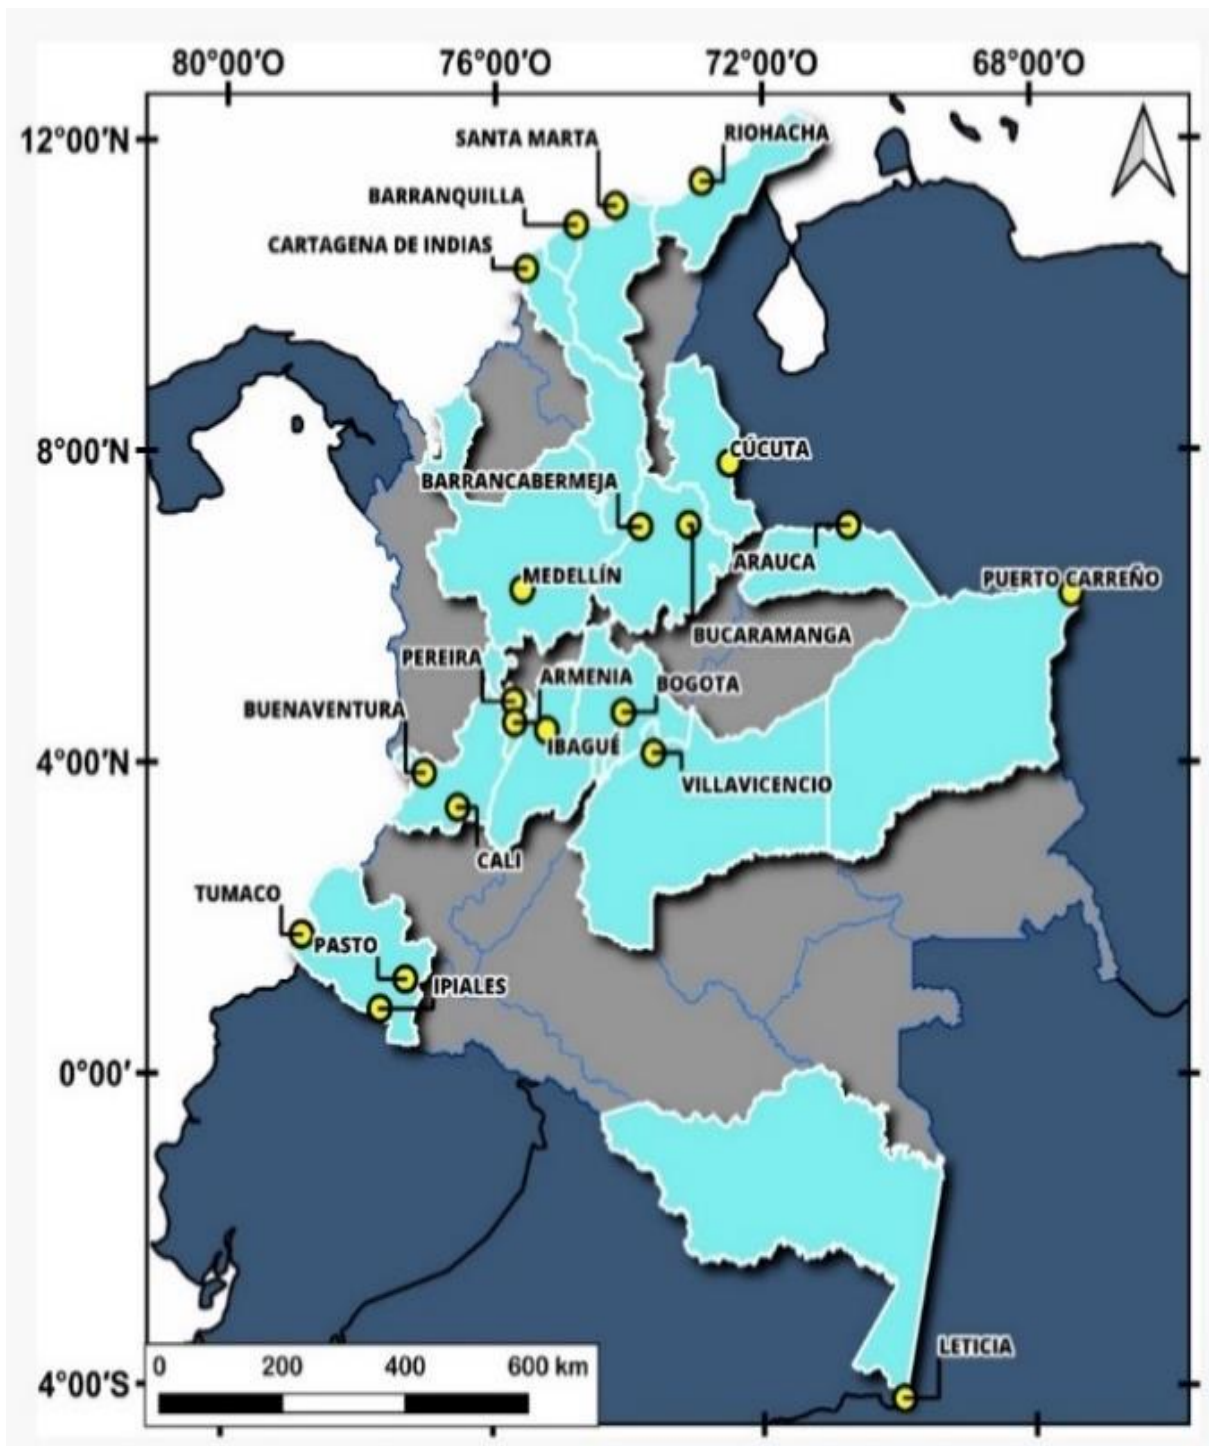 80°00′O 76°00′O 72°00′O 68°00′O
12°00′N
SANTA MARTA
RIOHACHA
BARRANQUILLA
CARTAGENA DE INDIAS
8°00′N
CÚCUTA
BARRANCABERMEJA
ARAUCA
MEDELLÍN
PUERTO CARREÑO
BUCARAMANGA
PEREIRA
ARMENIA
BOGOTA
BUENAVENTURA
IBAGUÉ
4°00′N
VILLAVICENCIO
CALI
TUMACO
PASTO
IPIALES
0°00′
LETICIA
0 200 400 600 km
4°00′S